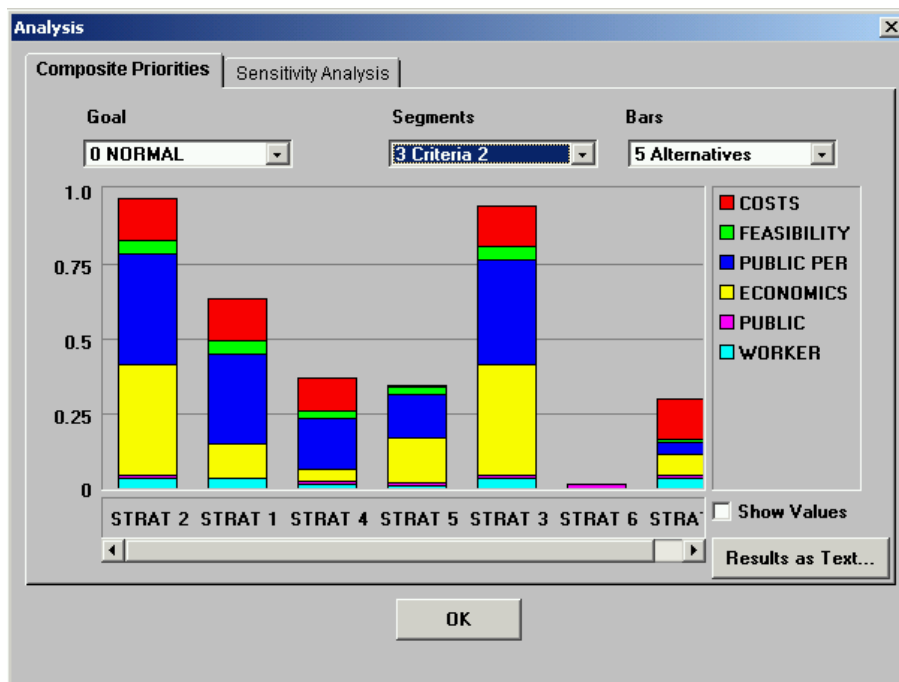 Analysis
Composite Priorities Sensitivity Analysis
Goal Segments Bars
0 NORMAL 3 Criteria 2 5 Alternatives
1.0
0.75
0.5
0.25
0
COSTS
FEASIBILITY
PUBLIC PER
ECONOMICS
PUBLIC
WORKER
STRAT 2 STRAT 1 STRAT 4 STRAT 5 STRAT 3 STRAT 6 STRA
Show Values
Results as Text...
OK